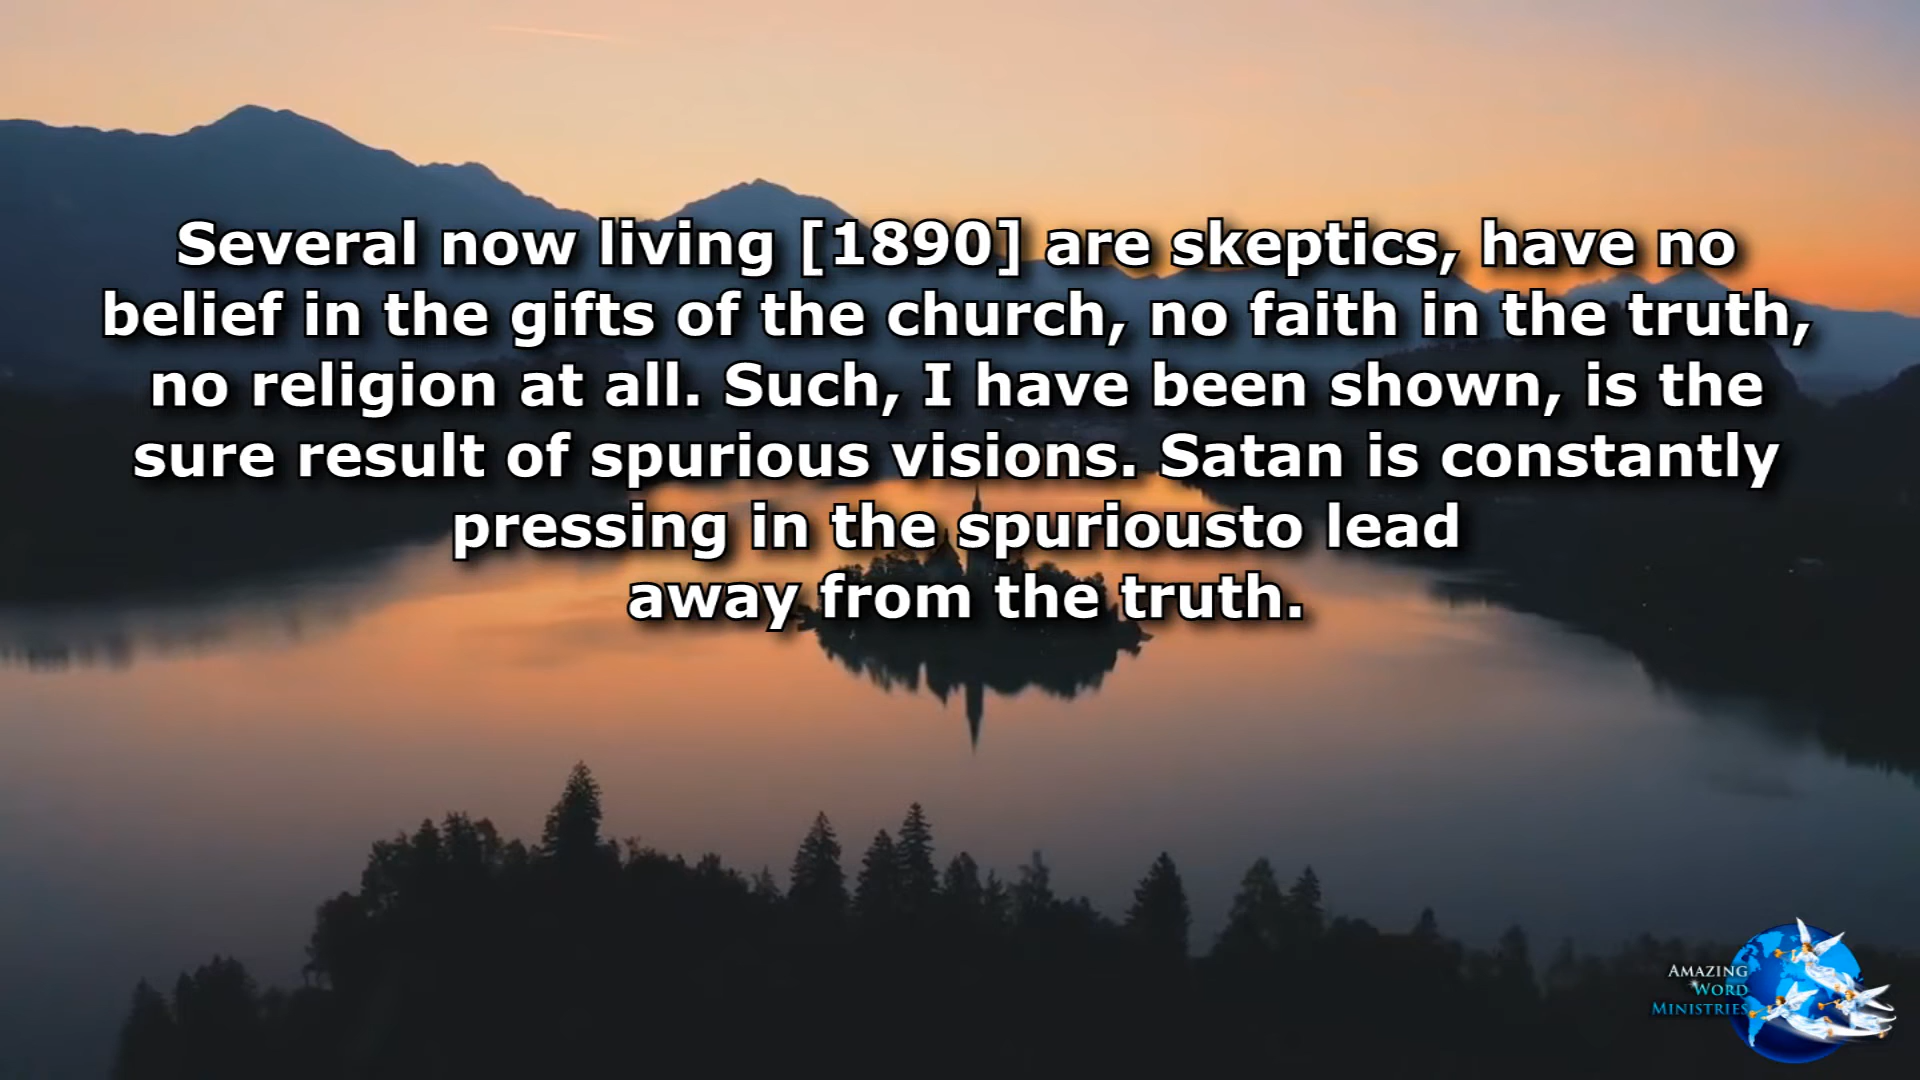 Several now living [1890] are skeptics, have no
belief in the gifts of the church, no faith in the truth,
no religion at all. Such, I have been shown, is the
sure result of spurious visions. Satan is constantly
pressing in the spuriousto lead
away from the truth.
AMAZING
WORD
MINISTRIES